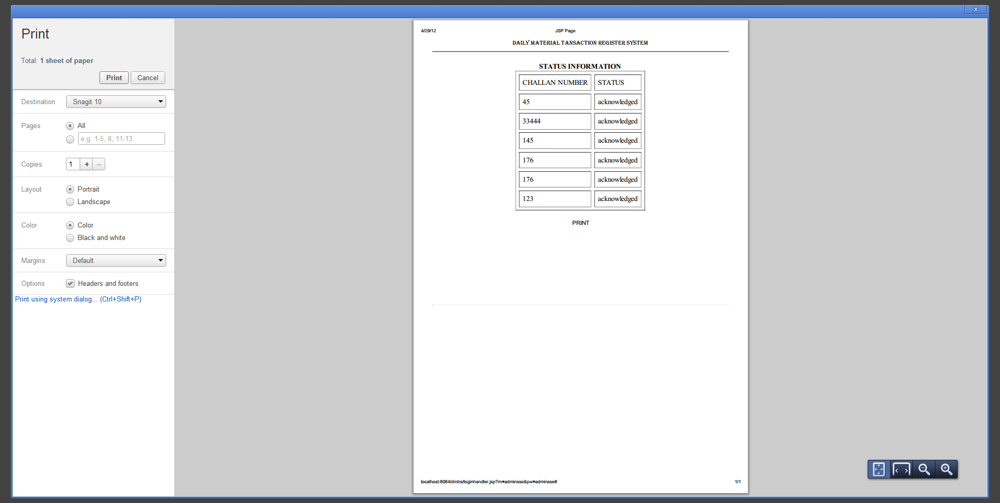 Print
Total: 1 sheet of paper
Print Cancel
Destination Snagit 10
Pages All
e.g. 1-5, 8, 11-13
Copies 1 + –
Layout Portrait
Landscape
Color Color
Black and white
Margins Default
Options Headers and footers
Print using system dialog... (Ctrl+Shift+P)
4/29/12 JSP Page
DAILY MATERIAL TANSACTION REGISTER SYSTEM
STATUS INFORMATION
CHALLAN NUMBER STATUS
45 acknowledged
33444 acknowledged
145 acknowledged
176 acknowledged
176 acknowledged
123 acknowledged
PRINT
localhost:8084/dmtrs/loginhandler.jsp?rn=adminsse&pw=adminsse# 1/1